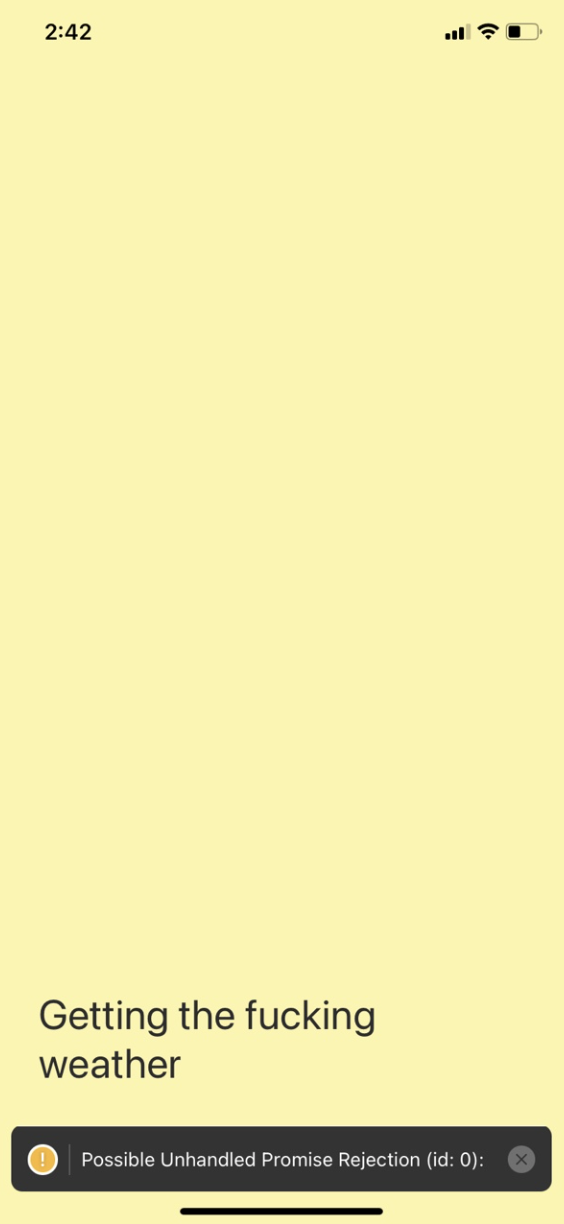 2:42
Getting the fucking
weather
Possible Unhandled Promise Rejection (id: 0):